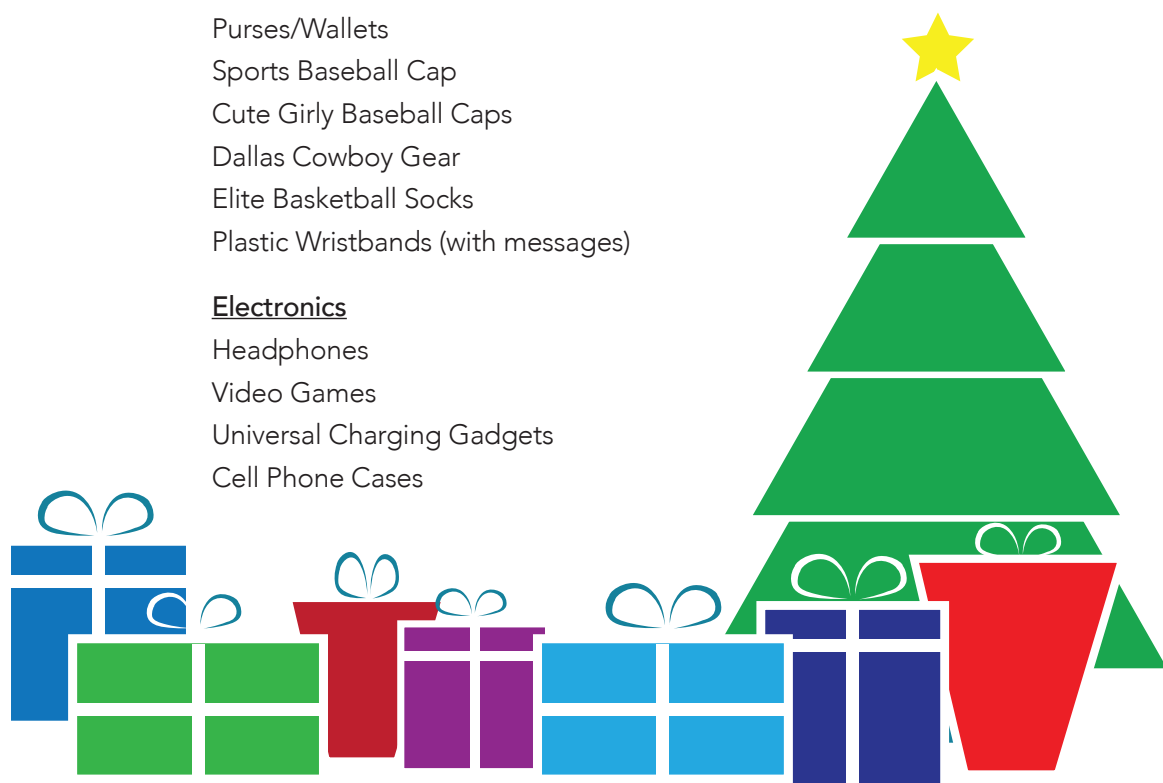 Purses/Wallets
Sports Baseball Cap
Cute Girly Baseball Caps
Dallas Cowboy Gear
Elite Basketball Socks
Plastic Wristbands (with messages)
Electronics
Headphones
Video Games
Universal Charging Gadgets
Cell Phone Cases